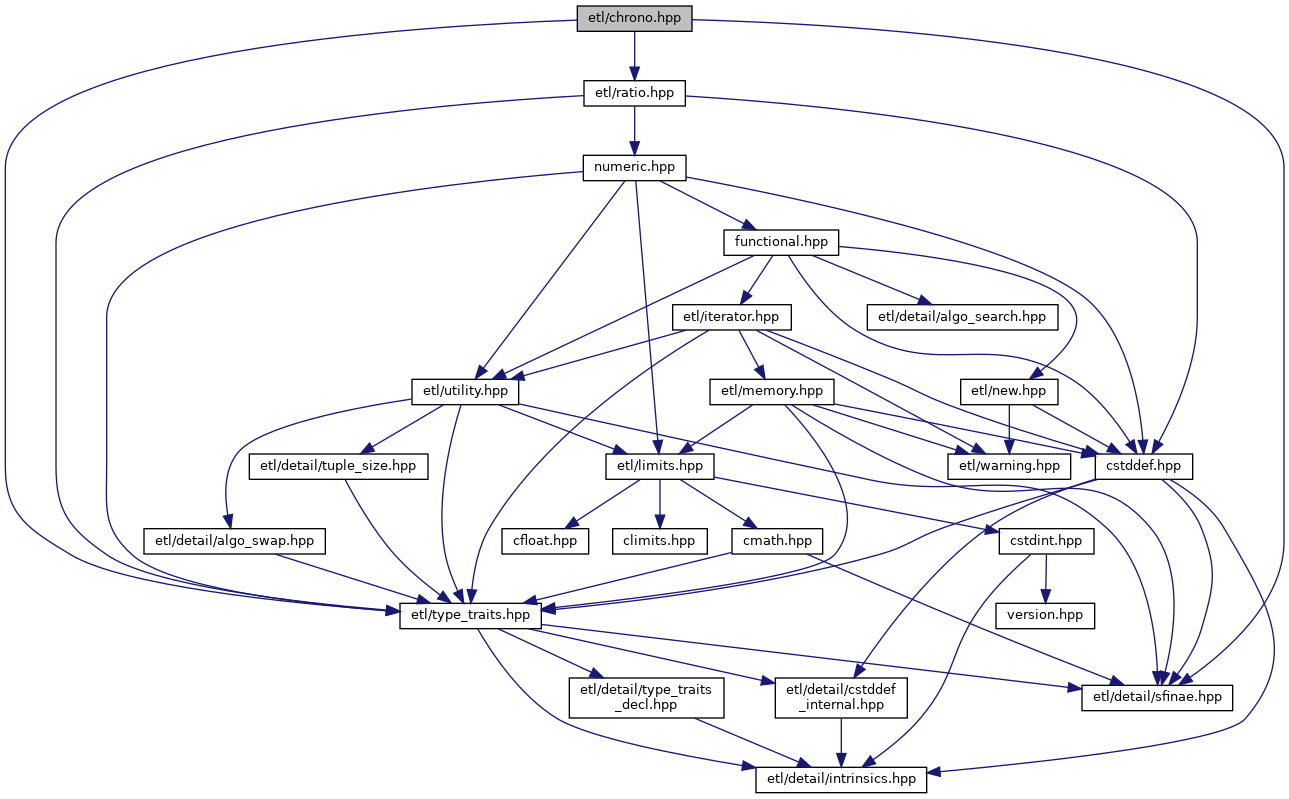 etl/chrono.hpp
etl/ratio.hpp
numeric.hpp
functional.hpp
etl/iterator.hpp
etl/detail/algo_search.hpp
etl/utility.hpp
etl/memory.hpp
etl/new.hpp
etl/detail/tuple_size.hpp
etl/limits.hpp
etl/warning.hpp
cstddef.hpp
etl/detail/algo_swap.hpp
cfloat.hpp
climits.hpp
cmath.hpp
cstdint.hpp
etl/type_traits.hpp
version.hpp
etl/detail/type_traits
_decl.hpp
etl/detail/cstddef
_internal.hpp
etl/detail/sfinae.hpp
etl/detail/intrinsics.hpp